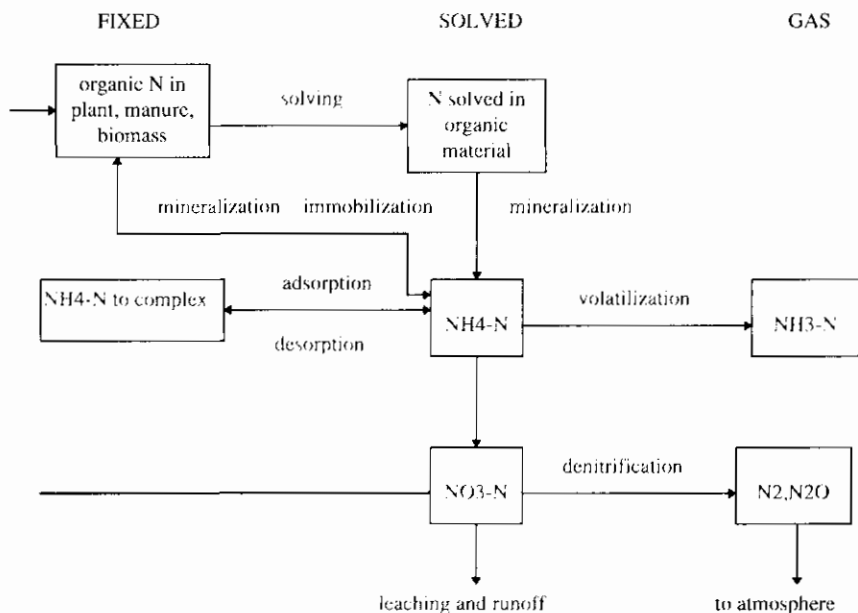 FIXED
SOLVED
GAS
organic N in
plant, manure,
biomass
solving
N solved in
organic
material
mineralization
immobilization
mineralization
NH4-N to complex
adsorption
desorption
NH4-N
volatilization
NH3-N
NO3-N
denitrification
N2,N2O
leaching and runoff
to atmosphere